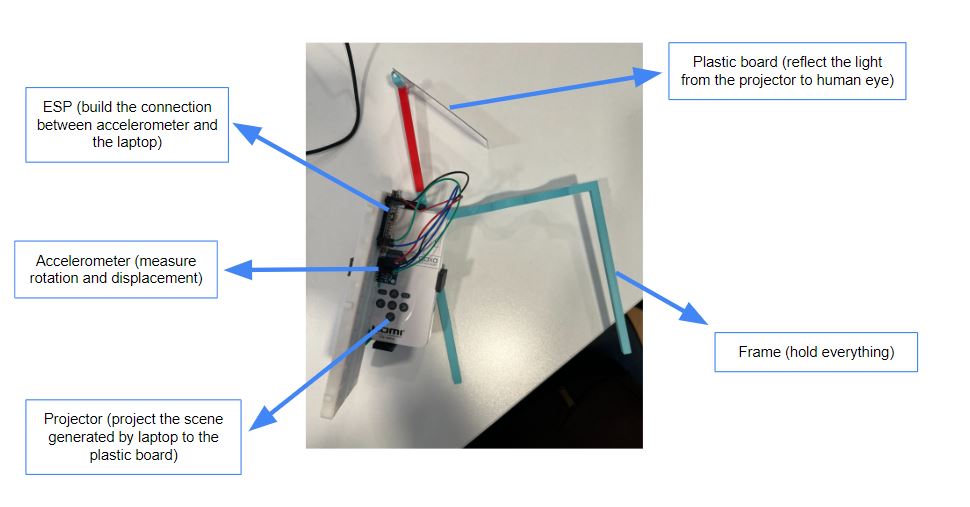 Plastic board (reflect the light
from the projector to human eye)
ESP (build the connection
between accelerometer and
the laptop)
Accelerometer (measure
rotation and displacement)
Frame (hold everything)
Projector (project the scene
generated by laptop to the
plastic board)